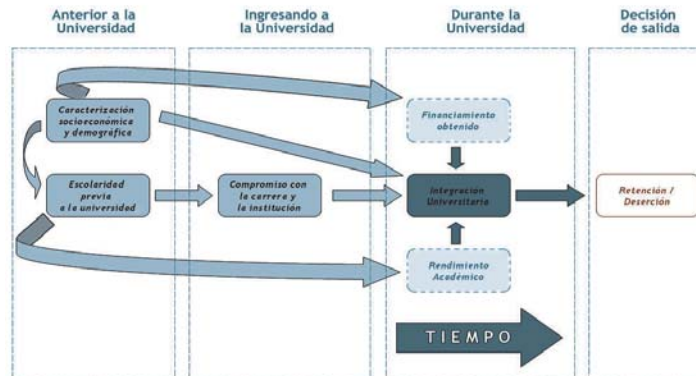 Anterior a la
Universidad
Ingresando a
la Universidad
Durante la
Universidad
Decisión
de salida
Caracterización
socioeconómica
y demográfica
Financiamiento
obtenido
Escolaridad
previa
a la universidad
Compromiso con
la carrera y
la institución
Integración
Universitaria
Retención /
Deserción
Rendimiento
Académico
TIEMPO